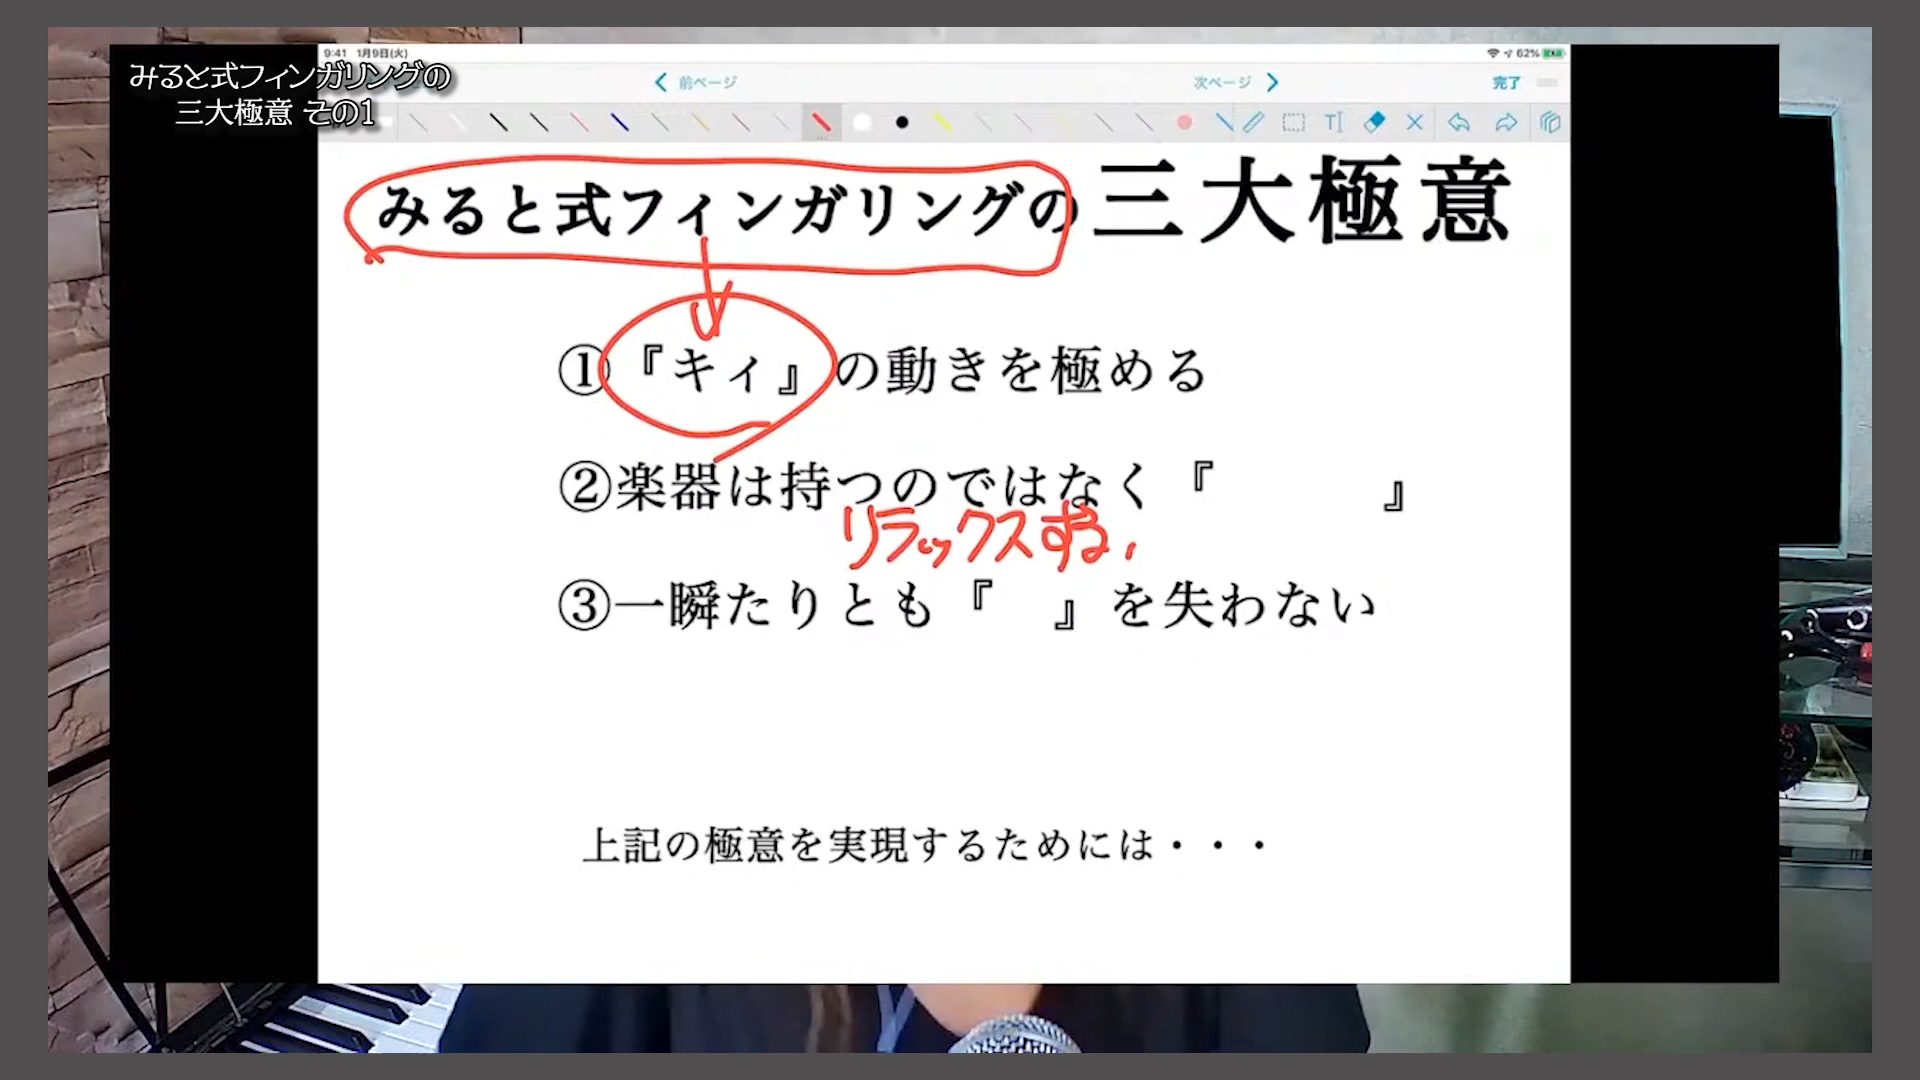 9:41 1月9日(火)
62%
みると式フィンガリングの
三大極意 その1
前ページ
次ページ
完了
みると式フィンガリングの三大極意
①『キィ』の動きを極める
②楽器は持つのではなく『　　　』
リラックスする,
③一瞬たりとも『　』を失わない
上記の極意を実現するためには・・・